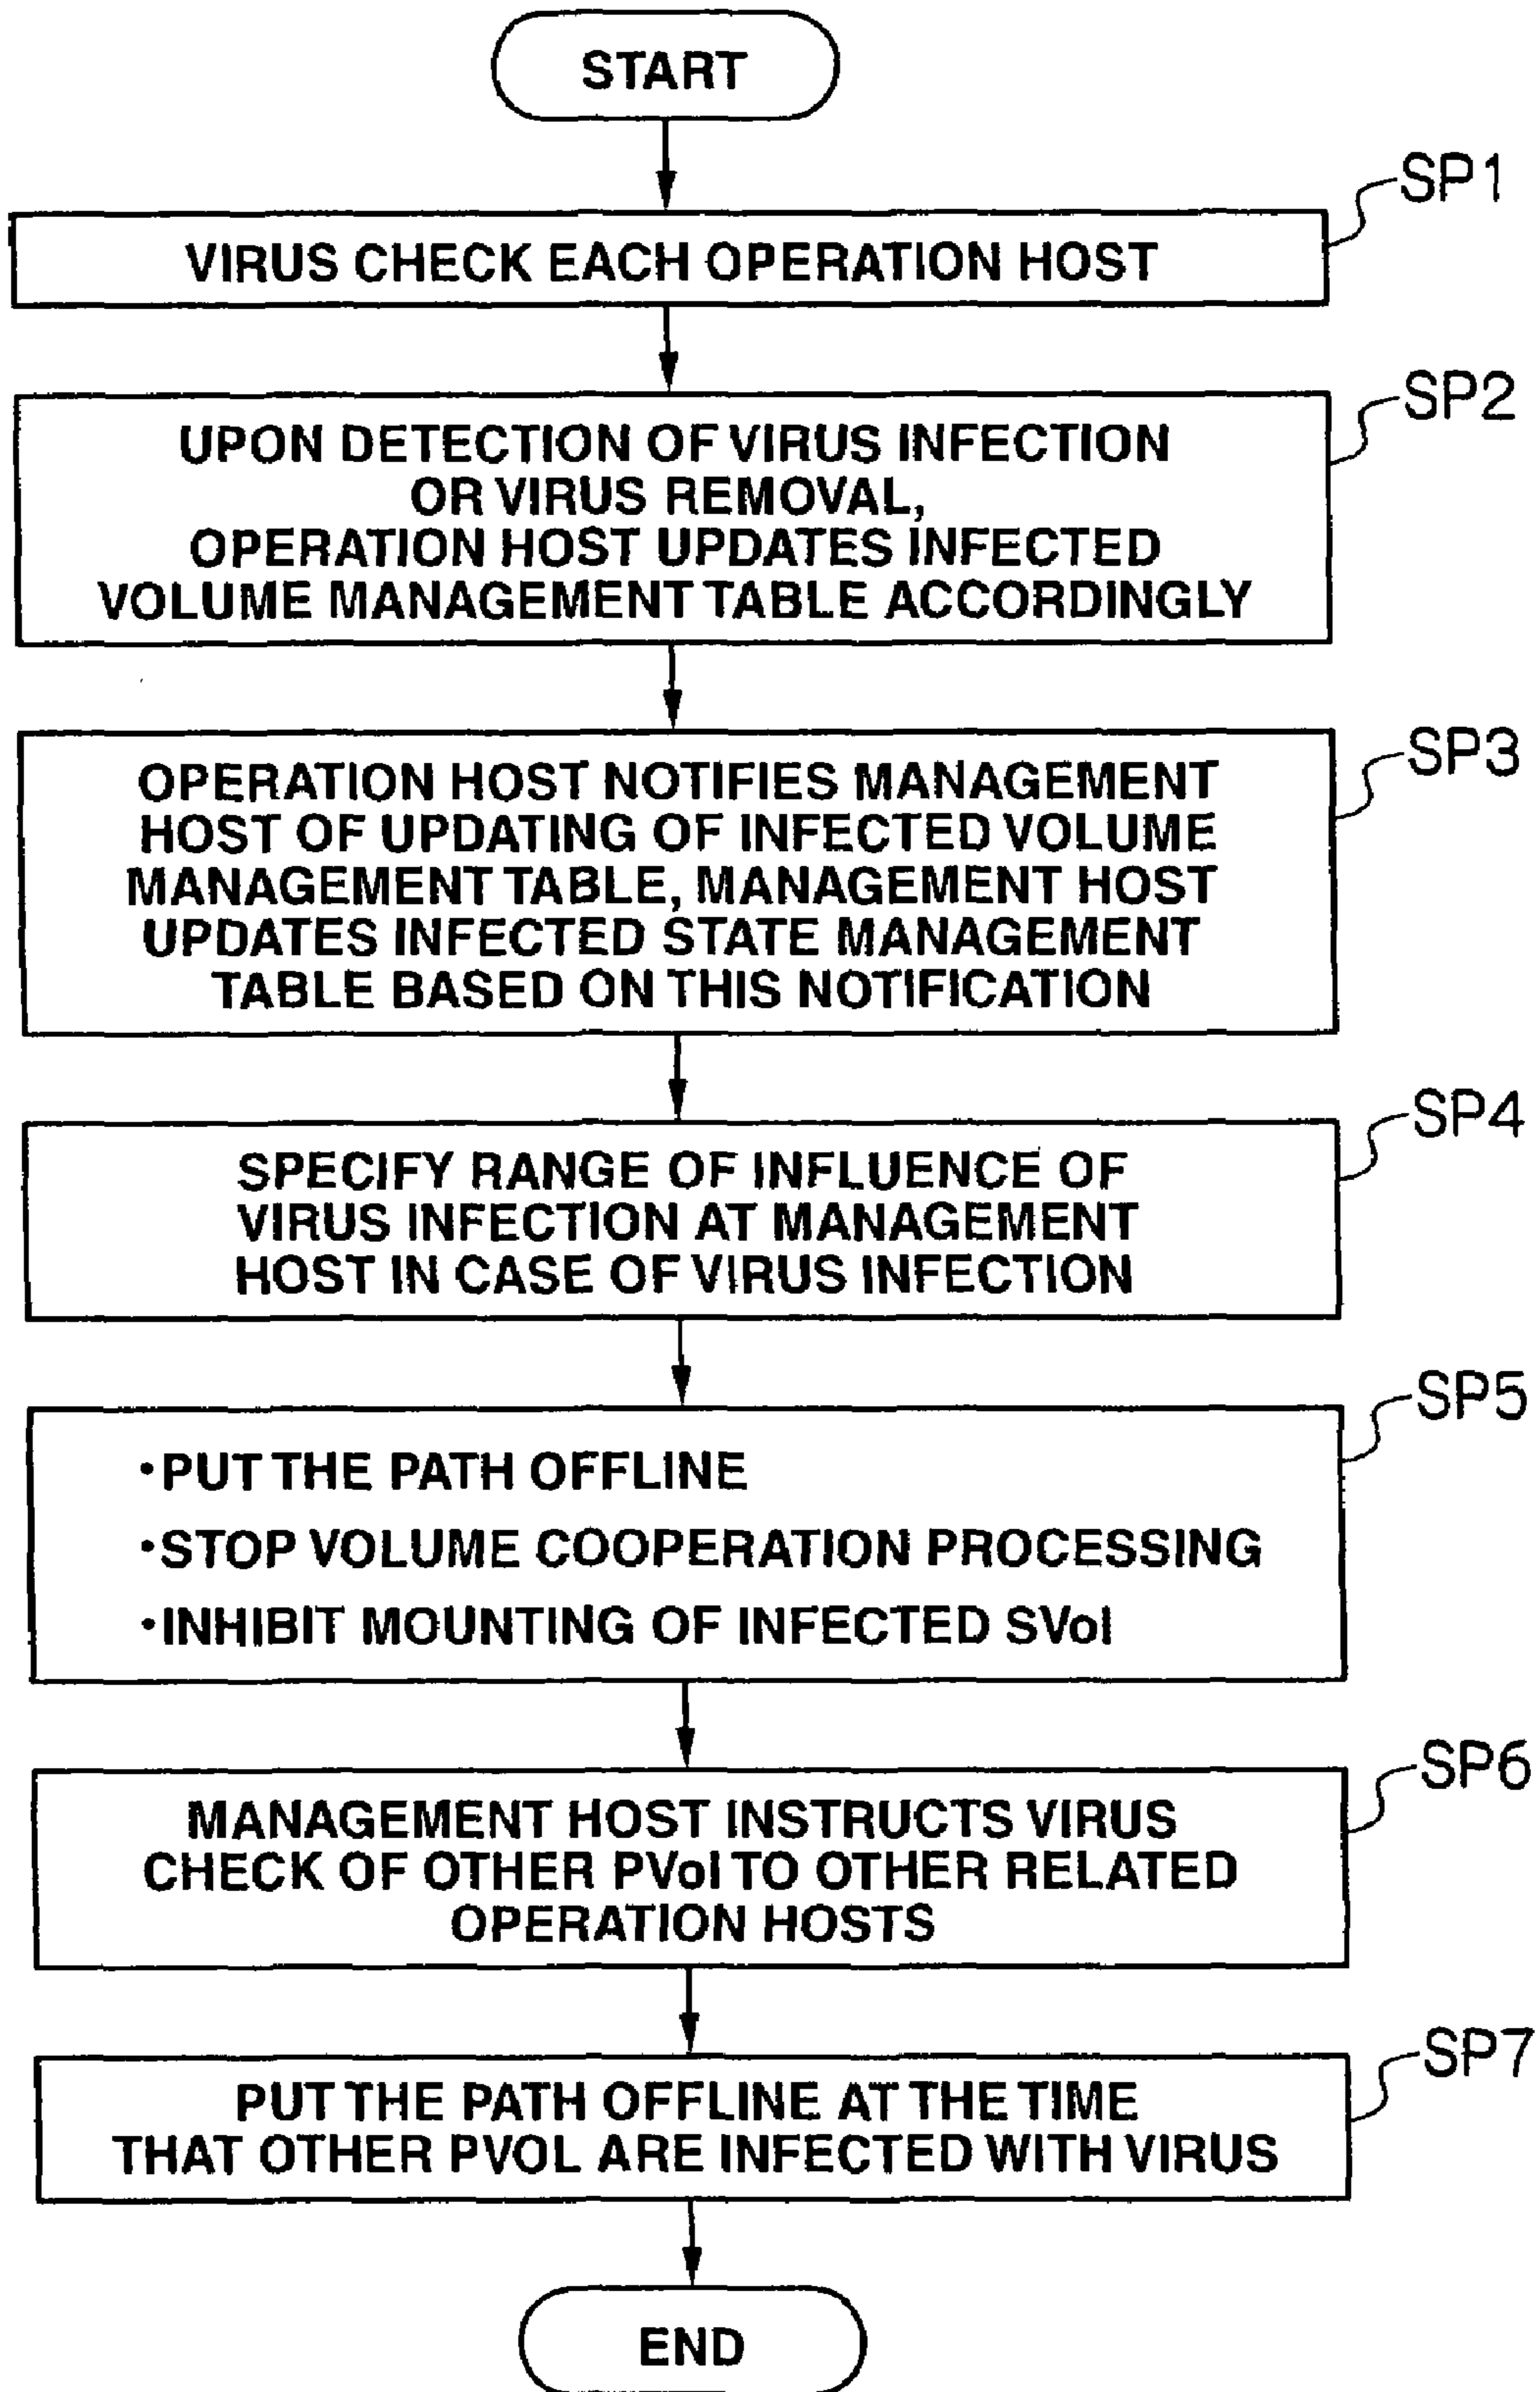 START
SP1
VIRUS CHECK EACH OPERATION HOST
SP2
UPON DETECTION OF VIRUS INFECTION
OR VIRUS REMOVAL,
OPERATION HOST UPDATES INFECTED
VOLUME MANAGEMENT TABLE ACCORDINGLY
SP3
OPERATION HOST NOTIFIES MANAGEMENT
HOST OF UPDATING OF INFECTED VOLUME
MANAGEMENT TABLE, MANAGEMENT HOST
UPDATES INFECTED STATE MANAGEMENT
TABLE BASED ON THIS NOTIFICATION
SP4
SPECIFY RANGE OF INFLUENCE OF
VIRUS INFECTION AT MANAGEMENT
HOST IN CASE OF VIRUS INFECTION
SP5
•PUT THE PATH OFFLINE
•STOP VOLUME COOPERATION PROCESSING
•INHIBIT MOUNTING OF INFECTED SVol
SP6
MANAGEMENT HOST INSTRUCTS VIRUS
CHECK OF OTHER PVol TO OTHER RELATED
OPERATION HOSTS
SP7
PUT THE PATH OFFLINE AT THE TIME
THAT OTHER PVOL ARE INFECTED WITH VIRUS
END